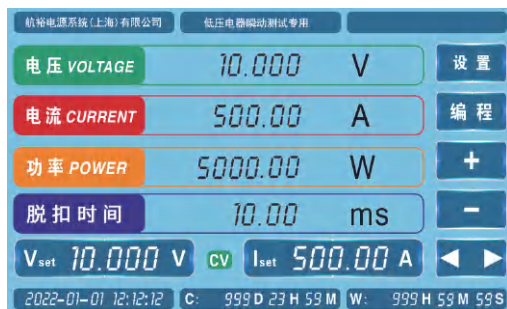 航裕电源系统(上海)有限公司 低压电器瞬动测试专用
电压 VOLTAGE 10.000 V 设置
电流 CURRENT 500.00 A 编程
功率 POWER 5000.00 W +
脱扣时间 10.00 ms -
Vset 10.000 V CV Iset 500.00 A ◀ ▶
2022-01-01 12:12:12 C: 999 D 23 H 59 M W: 999 H 59 M 59 S